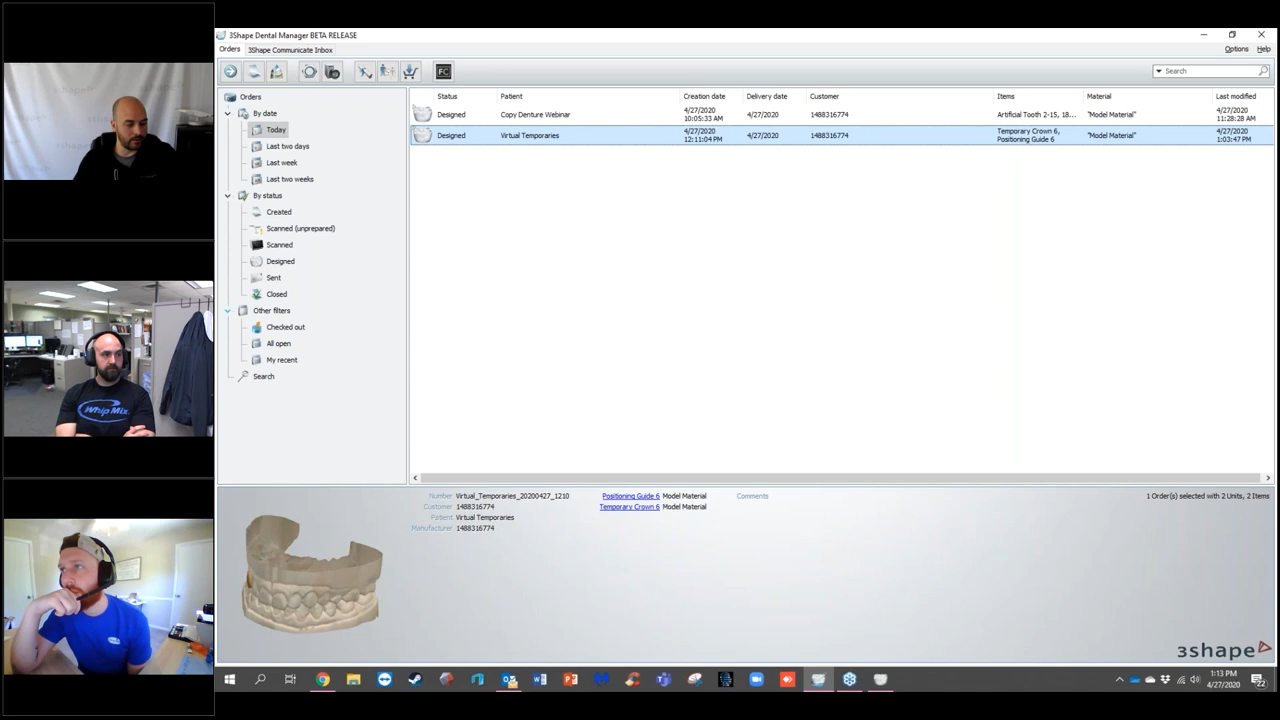 3Shape Dental Manager BETA RELEASE
Orders 3Shape Communicate Inbox
Options Help
FC
Search
Orders
By date
Today
Last two days
Last week
Last two weeks
By status
Created
Scanned (unprepared)
Scanned
Designed
Sent
Closed
Other filters
Checked out
All open
My recent
Search
Status Patient Creation date Delivery date Customer Items Material Last modified
Designed Copy Denture Webinar 4/27/2020 10:05:33 AM 4/27/2020 1488316774 Artificial Tooth 2-15, 18... "Model Material" 4/27/2020 11:28:28 AM
Designed Virtual Temporaries 4/27/2020 12:11:04 PM 4/27/2020 1488316774 Temporary Crown 6, Positioning Guide 6 "Model Material" 4/27/2020 1:03:47 PM
Number Virtual_Temporaries_20200427_1210
Customer 1488316774
Patient Virtual Temporaries
Manufacturer 1488316774
Positioning Guide 6 Model Material
Temporary Crown 6 Model Material
Comments
1 Order(s) selected with 2 Units, 2 Items
3shape
1:13 PM
4/27/2020
22
3shape
Whip Mix